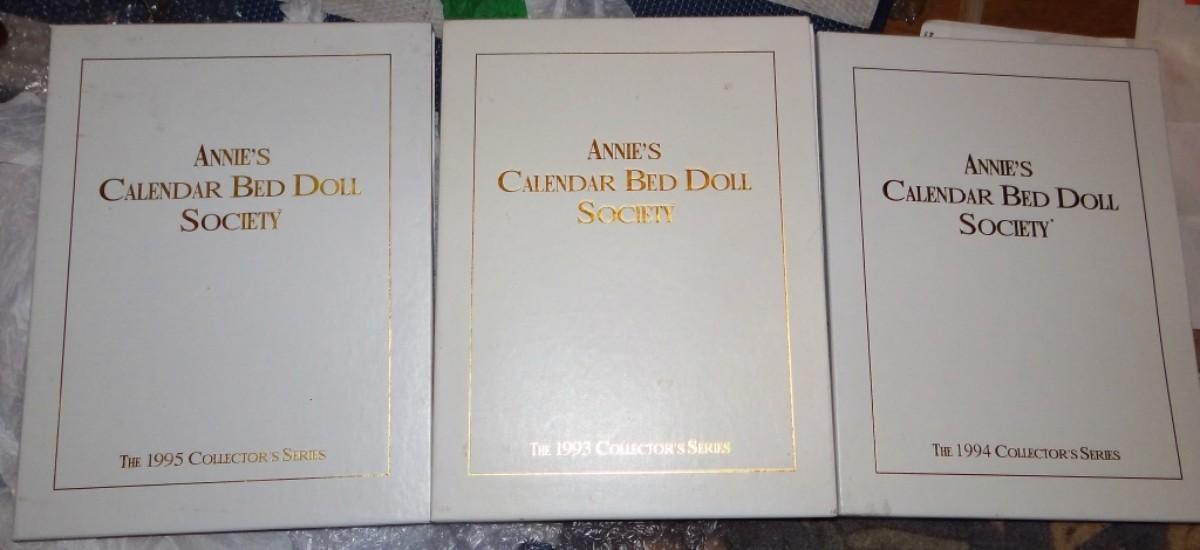 ANNIE'S
CALENDAR BED DOLL
SOCIETY
THE 1995 COLLECTOR'S SERIES
ANNIE'S
CALENDAR BED DOLL
SOCIETY
THE 1993 COLLECTOR'S SERIES
ANNIE'S
CALENDAR BED DOLL
SOCIETY
THE 1994 COLLECTOR'S SERIES